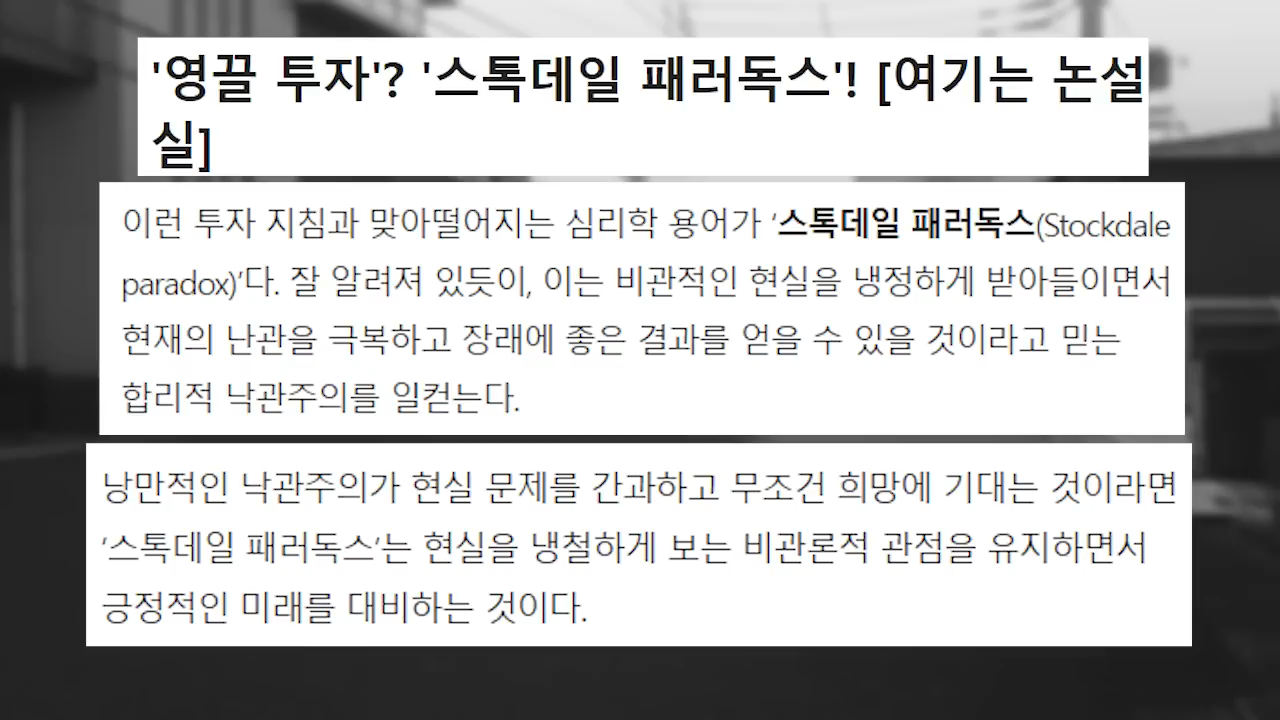 '영끌 투자'? '스톡데일 패러독스'! [여기는 논설
실]
이런 투자 지침과 맞아떨어지는 심리학 용어가 ‘스톡데일 패러독스(Stockdale
paradox)’다. 잘 알려져 있듯이, 이는 비관적인 현실을 냉정하게 받아들이면서
현재의 난관을 극복하고 장래에 좋은 결과를 얻을 수 있을 것이라고 믿는
합리적 낙관주의를 일컫는다.
낭만적인 낙관주의가 현실 문제를 간과하고 무조건 희망에 기대는 것이라면
‘스톡데일 패러독스’는 현실을 냉철하게 보는 비관론적 관점을 유지하면서
긍정적인 미래를 대비하는 것이다.